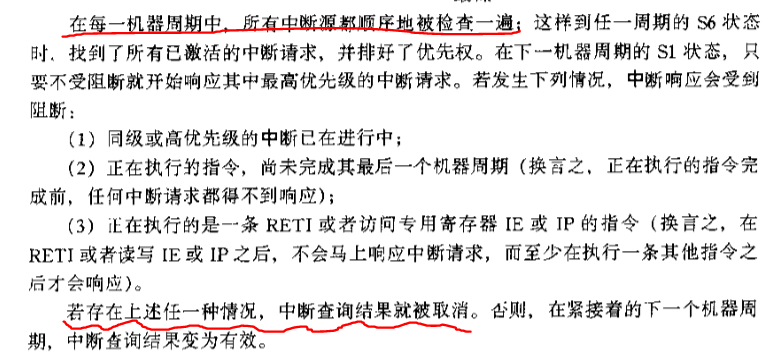 在每一机器周期中，所有中断源都顺序地被检查一遍；这样到任一周期的 S6 状态
时，找到了所有已激活的中断请求，并排好了优先权。在下一机器周期的 S1 状态，只
要不受阻断就开始响应其中最高优先级的中断请求。若发生下列情况，中断响应会受到
阻断：
（1）同级或高优先级的中断已在进行中；
（2）正在执行的指令，尚未完成其最后一个机器周期（换言之，正在执行的指令完
成前，任何中断请求都得不到响应）；
（3）正在执行的是一条 RETI 或者访问专用寄存器 IE 或 IP 的指令（换言之，在
RETI 或者读写 IE 或 IP 之后，不会马上响应中断请求，而至少在执行一条其他指令之
后才会响应）。
若存在上述任一种情况，中断查询结果就被取消。否则，在紧接着的下一个机器周
期，中断查询结果变为有效。